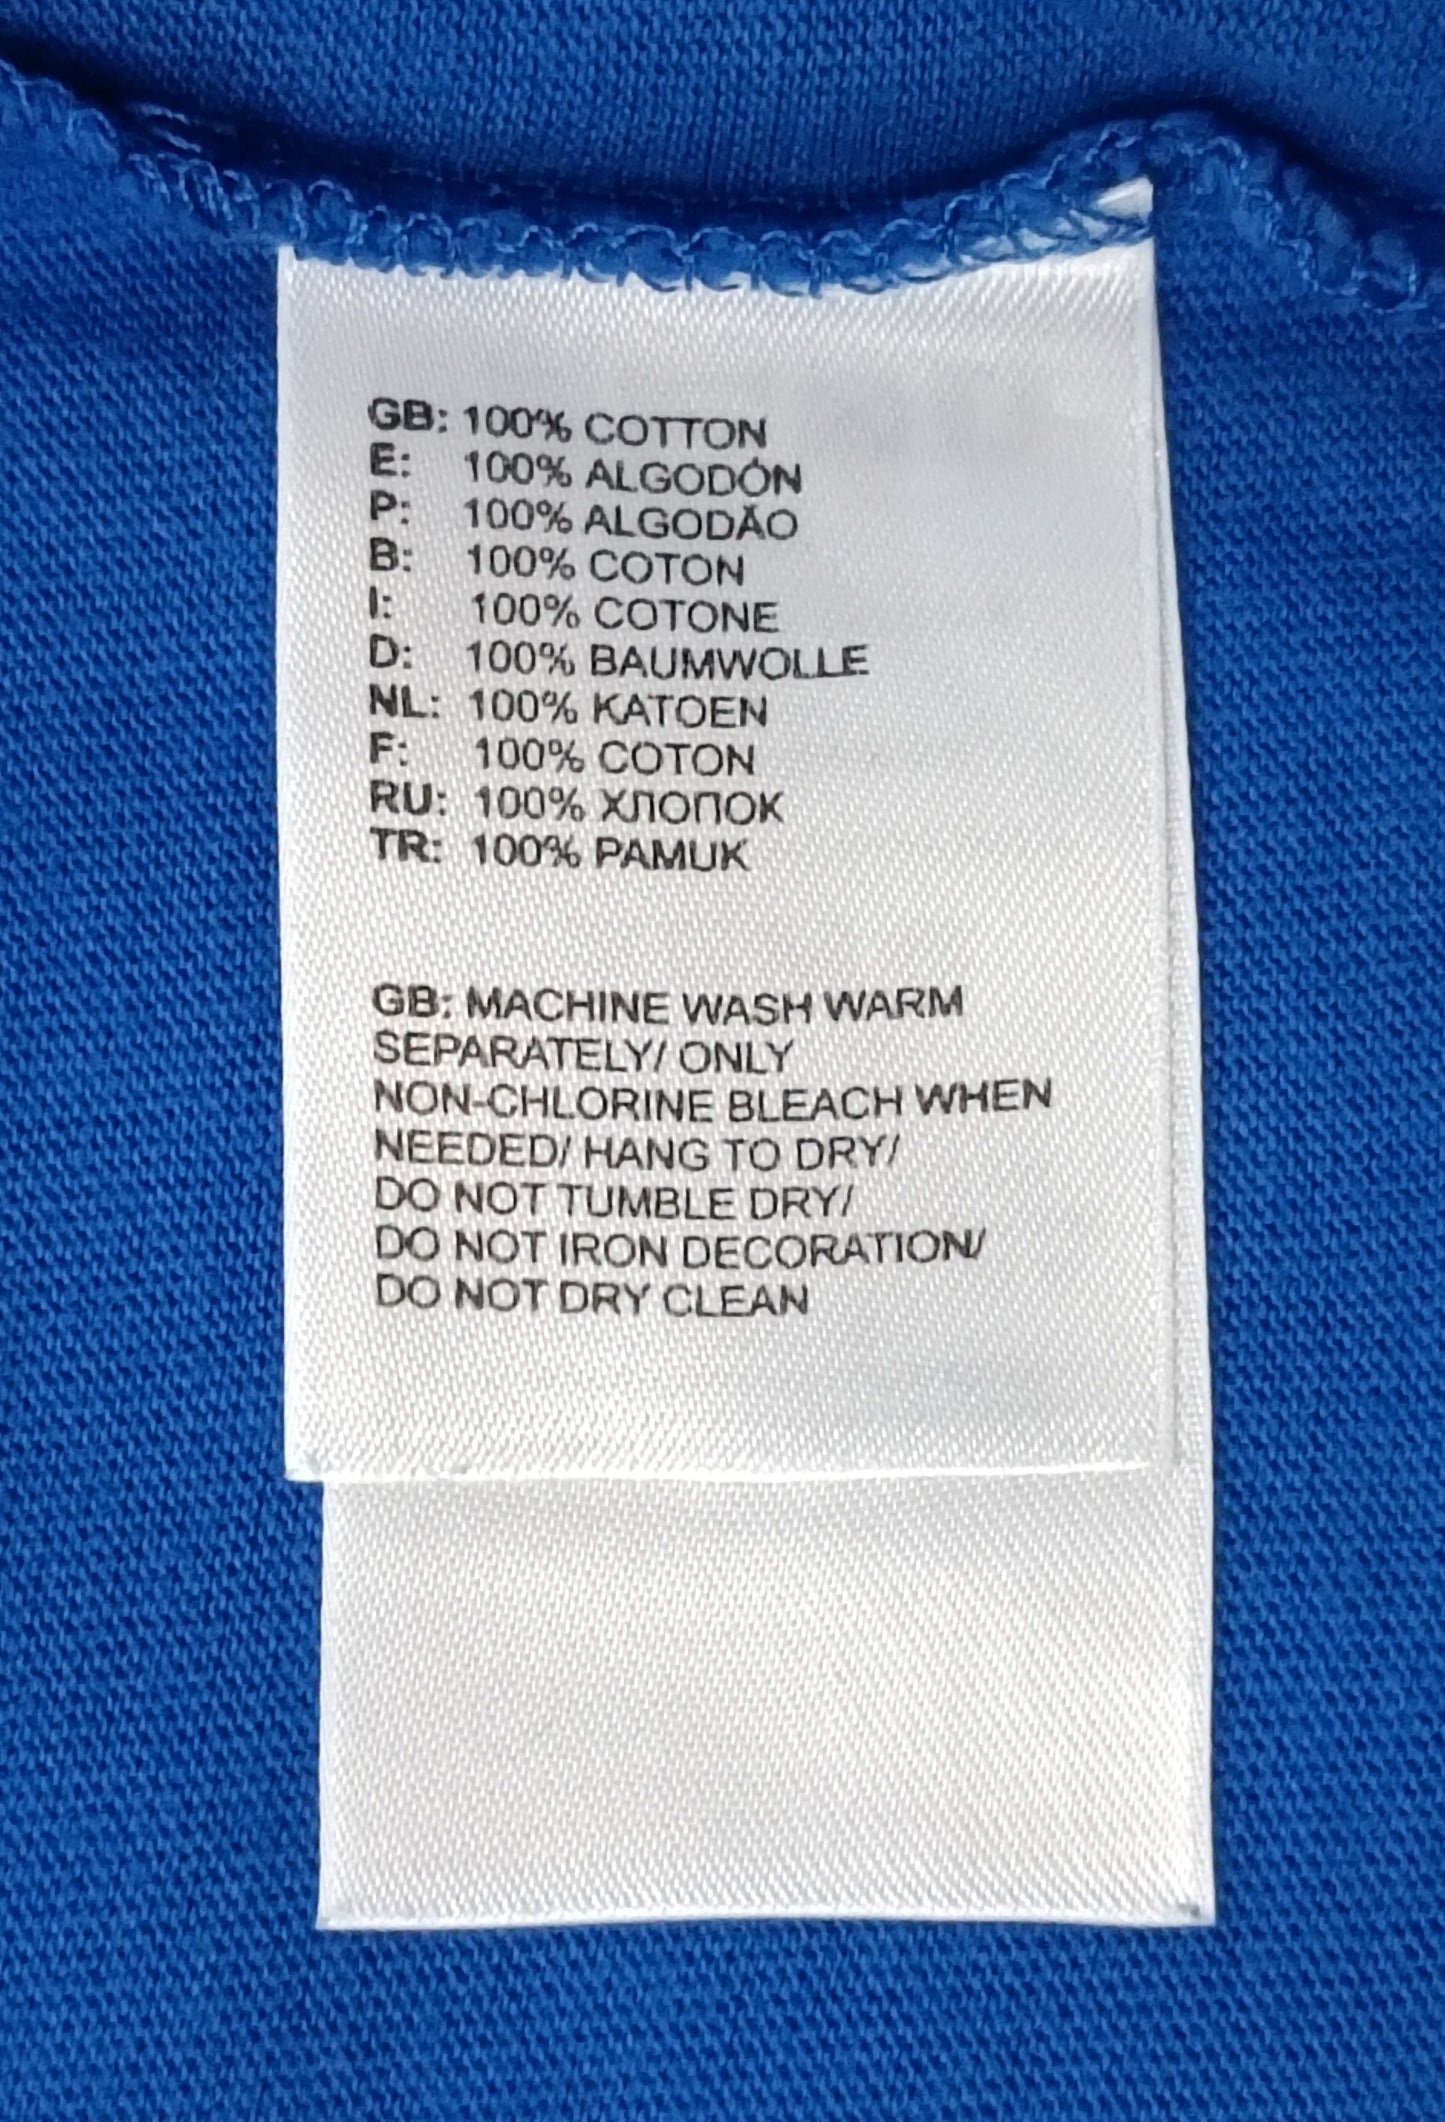 GB: 100% COTTON
E: 100% ALGODÓN
P: 100% ALGODÃO
B: 100% COTON
I: 100% COTONE
D: 100% BAUMWOLLE
NL: 100% KATOEN
F: 100% COTON
RU: 100% ХЛОПОК
TR: 100% PAMUK
GB: MACHINE WASH WARM
SEPARATELY/ ONLY
NON-CHLORINE BLEACH WHEN
NEEDED/ HANG TO DRY/
DO NOT TUMBLE DRY/
DO NOT IRON DECORATION/
DO NOT DRY CLEAN